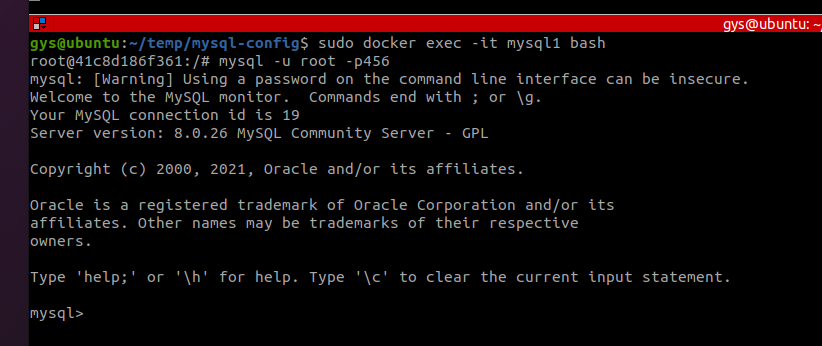 gys@ubuntu: ~
gys@ubuntu:~/temp/mysql-config$ sudo docker exec -it mysql1 bash
root@41c8d186f361:/# mysql -u root -p456
mysql: [Warning] Using a password on the command line interface can be insecure.
Welcome to the MySQL monitor.  Commands end with ; or \g.
Your MySQL connection id is 19
Server version: 8.0.26 MySQL Community Server - GPL

Copyright (c) 2000, 2021, Oracle and/or its affiliates.

Oracle is a registered trademark of Oracle Corporation and/or its
affiliates. Other names may be trademarks of their respective
owners.

Type 'help;' or '\h' for help. Type '\c' to clear the current input statement.

mysql>